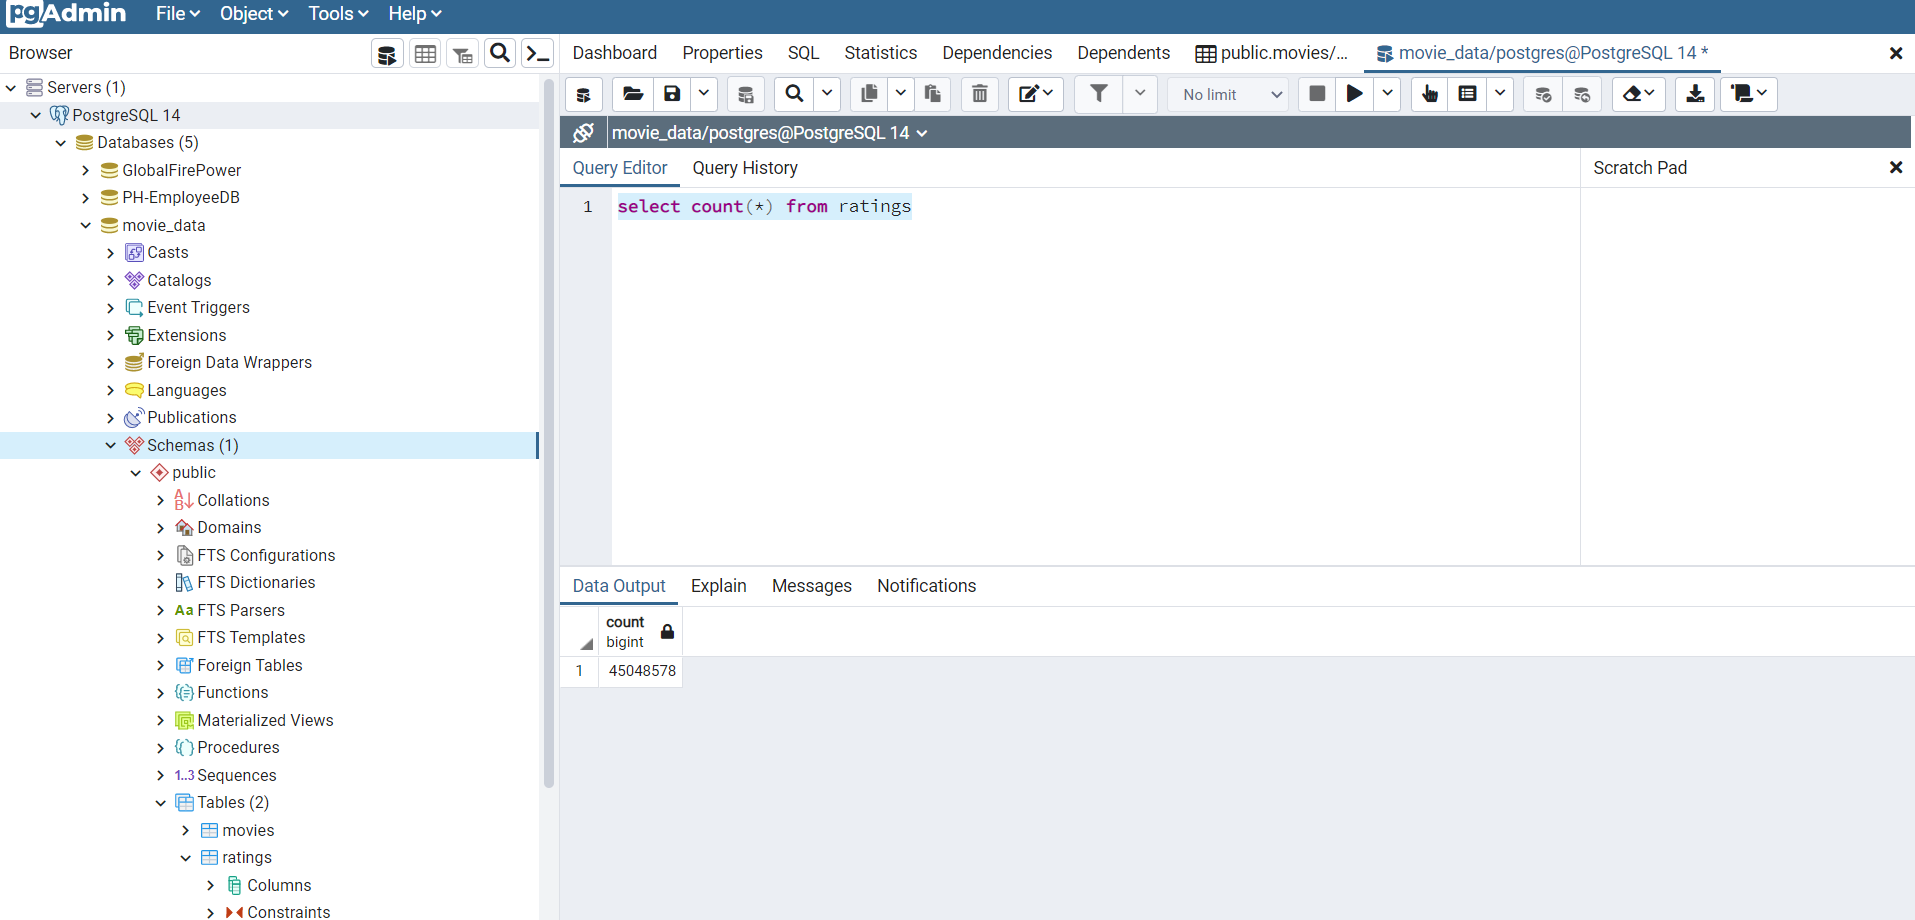 pgAdmin File Object Tools Help
Browser
Servers (1)
PostgreSQL 14
Databases (5)
GlobalFirePower
PH-EmployeeDB
movie_data
Casts
Catalogs
Event Triggers
Extensions
Foreign Data Wrappers
Languages
Publications
Schemas (1)
public
Collations
Domains
FTS Configurations
FTS Dictionaries
Aa FTS Parsers
FTS Templates
Foreign Tables
Functions
Materialized Views
Procedures
1..3 Sequences
Tables (2)
movies
ratings
Columns
Constraints
Dashboard Properties SQL Statistics Dependencies Dependents public.movies/... movie_data/postgres@PostgreSQL 14 *
No limit
movie_data/postgres@PostgreSQL 14
Query Editor Query History
Scratch Pad
1 select count(*) from ratings
Data Output Explain Messages Notifications
count
bigint
1 45048578